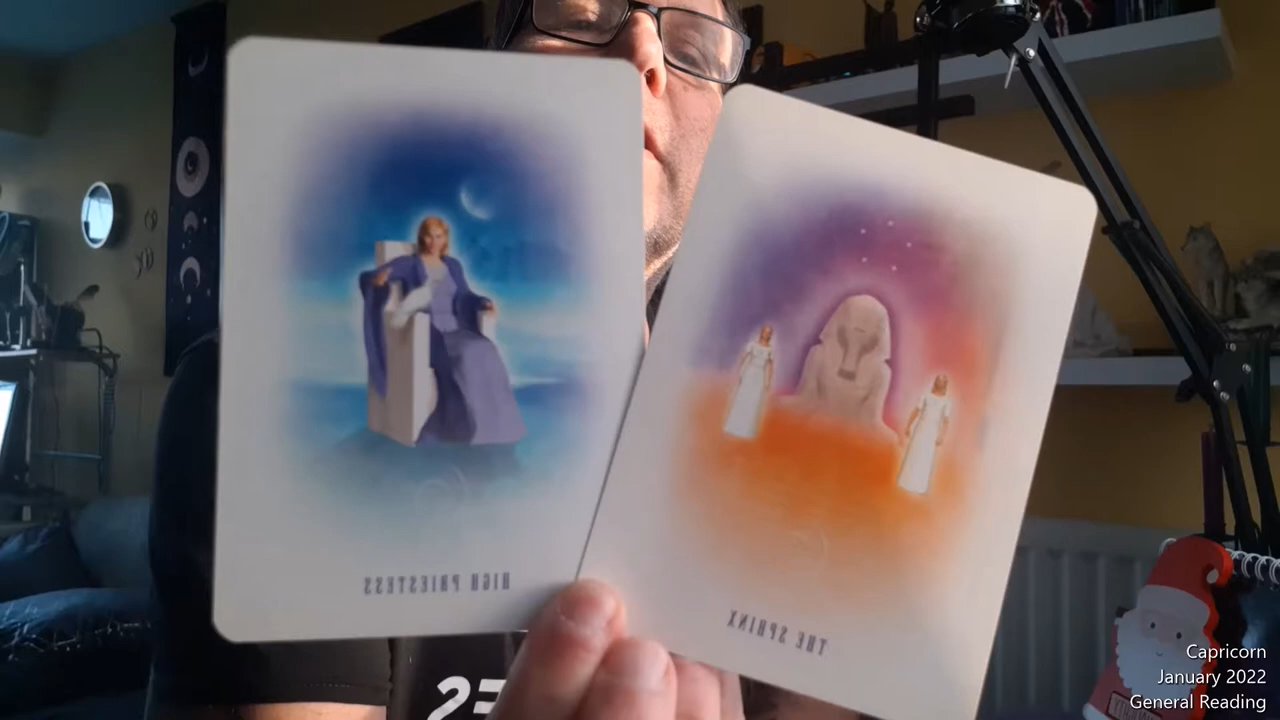 HIGH PRIESTESS
THE SPHINX
Capricorn
January 2022
General Reading